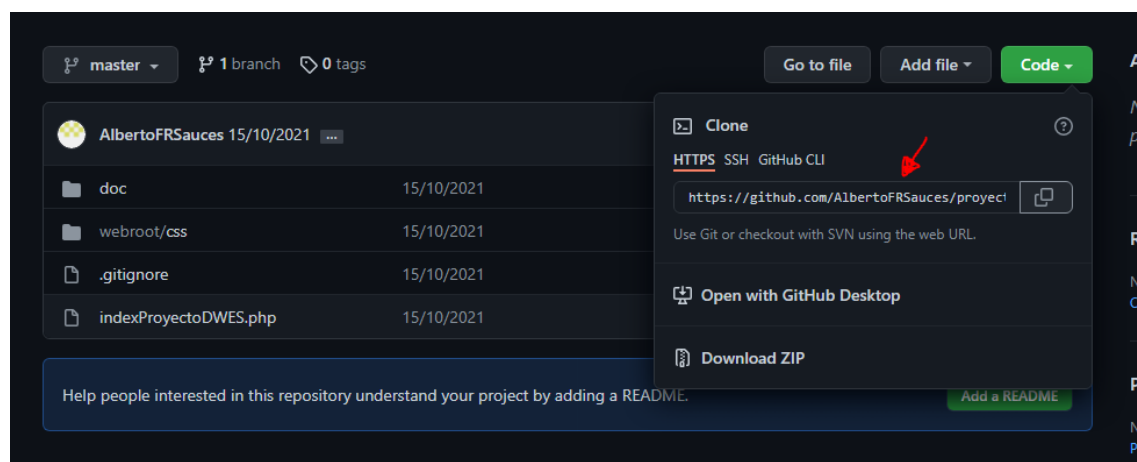 master 1 branch 0 tags Go to file Add file Code
AlbertoFRSauces 15/10/2021 ...
doc 15/10/2021
webroot/css 15/10/2021
.gitignore 15/10/2021
indexProyectoDWES.php 15/10/2021
Clone
HTTPS SSH GitHub CLI
https://github.com/AlbertoFRSauces/proyect
Use Git or checkout with SVN using the web URL.
Open with GitHub Desktop
Download ZIP
Help people interested in this repository understand your project by adding a README. Add a README